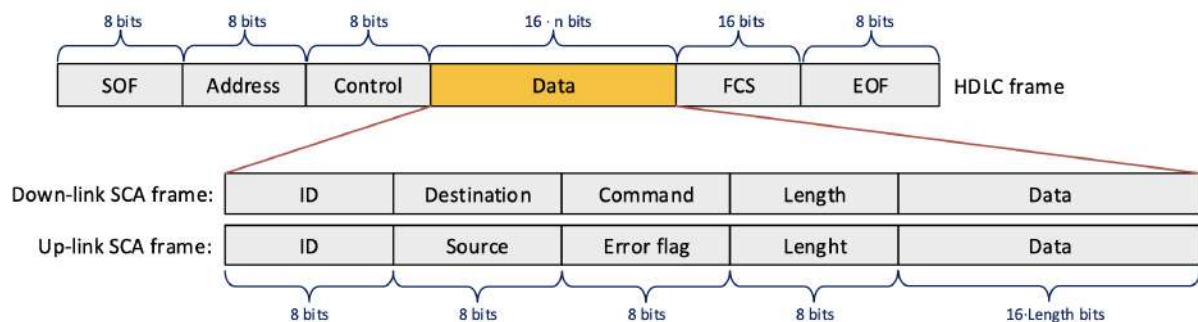 8 bits 8 bits 8 bits 16 · n bits 16 bits 8 bits
SOF Address Control Data FCS EOF HDLC frame
Down-link SCA frame: ID Destination Command Length Data
Up-link SCA frame: ID Source Error flag Lenght Data
8 bits 8 bits 8 bits 8 bits 16·Length bits